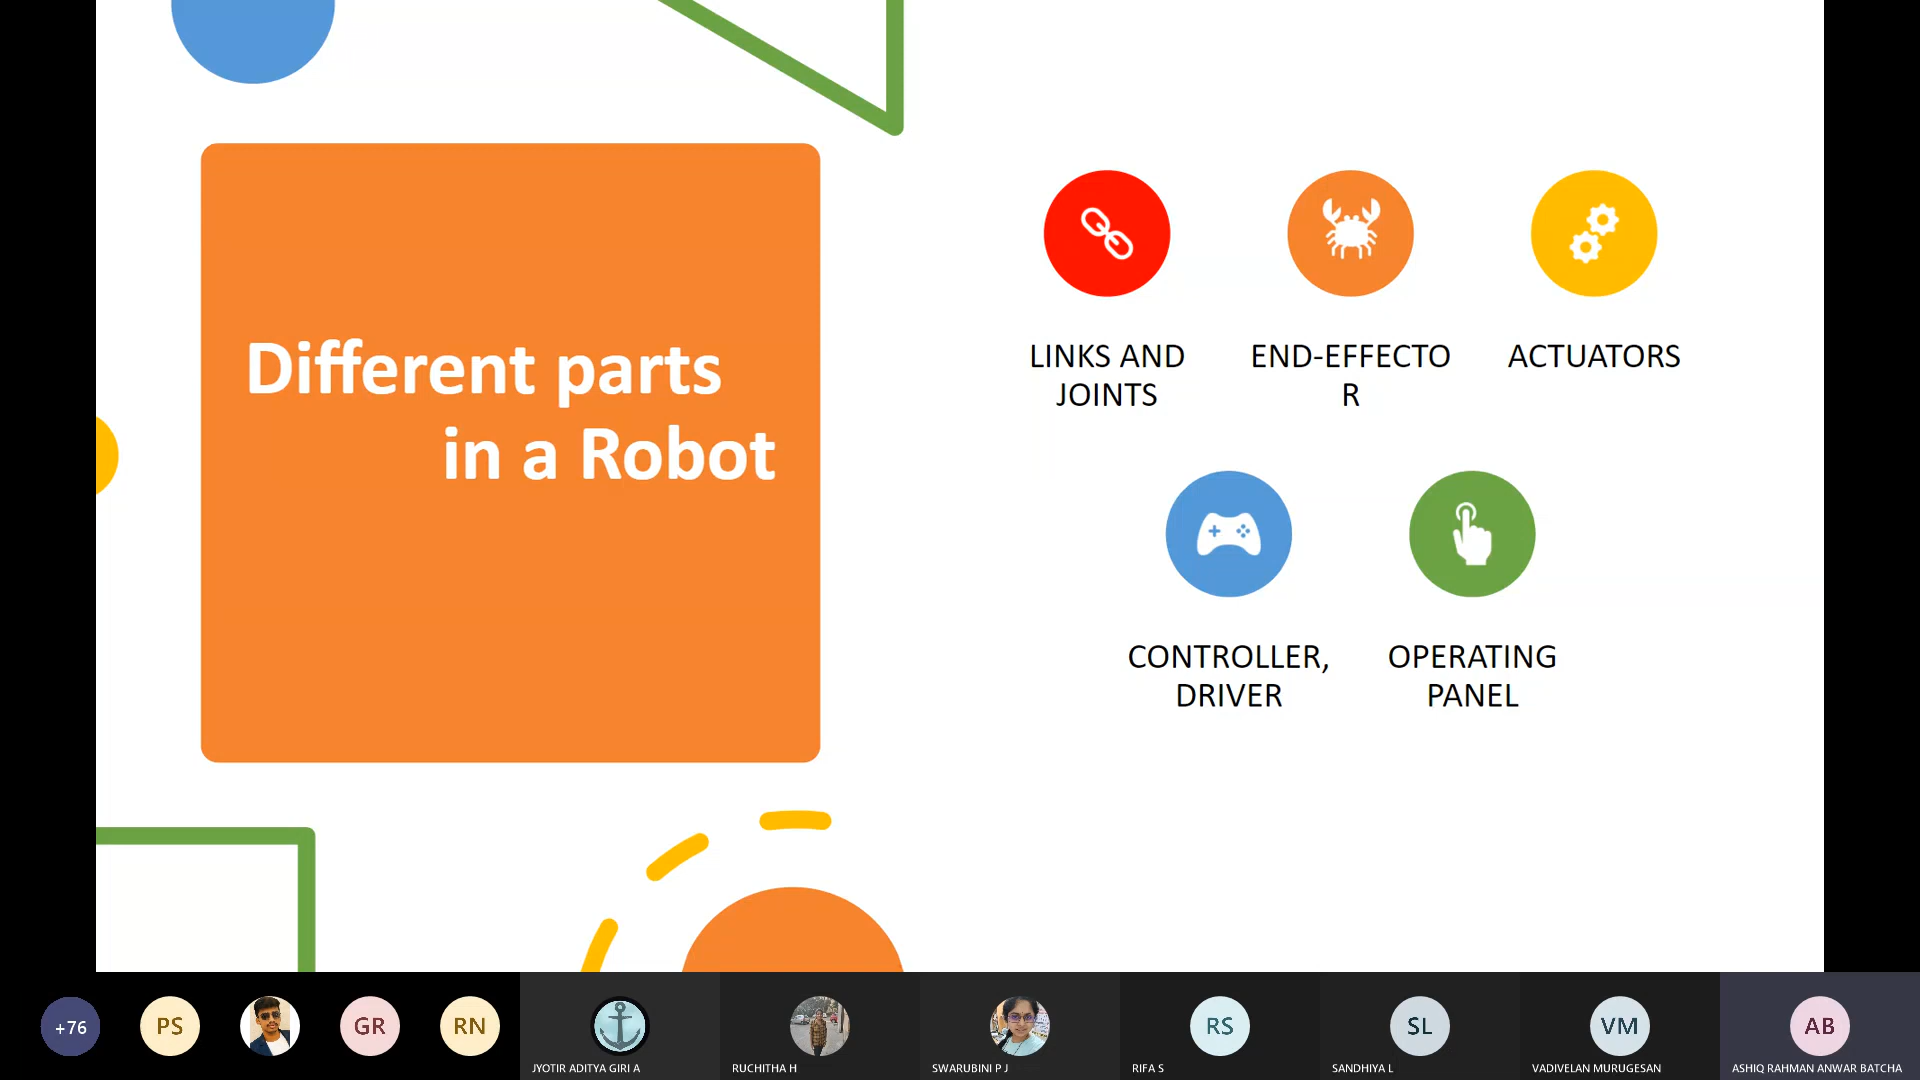 Different parts
in a Robot
LINKS AND
JOINTS
END-EFFECTO
R
ACTUATORS
CONTROLLER,
DRIVER
OPERATING
PANEL
+76
PS
GR
RN
JYOTIR ADITYA GIRI A
RUCHITHA H
SWARUBINI P J
RS
RIFA S
SL
SANDHIYA L
VM
VADIVELAN MURUGESAN
AB
ASHIQ RAHMAN ANWAR BATCHA